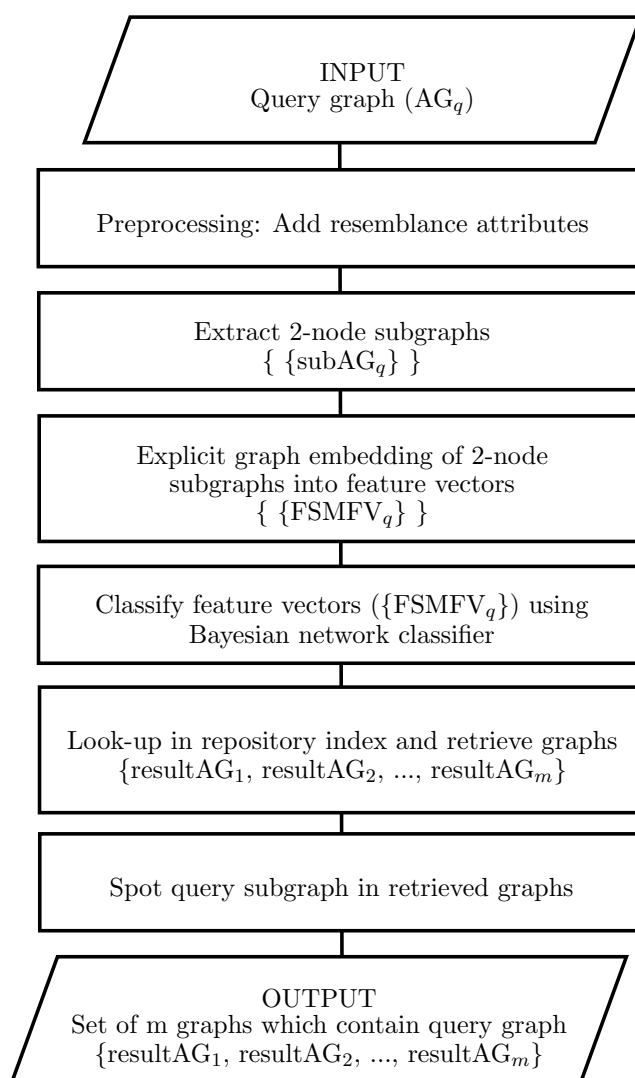 INPUT
Query graph (AG_q)
Preprocessing: Add resemblance attributes
Extract 2-node subgraphs
{ {subAG_q} }
Explicit graph embedding of 2-node
subgraphs into feature vectors
{ {FSMFV_q} }
Classify feature vectors ({FSMFV_q}) using
Bayesian network classifier
Look-up in repository index and retrieve graphs
{resultAG_1, resultAG_2, ..., resultAG_m}
Spot query subgraph in retrieved graphs
OUTPUT
Set of m graphs which contain query graph
{resultAG_1, resultAG_2, ..., resultAG_m}